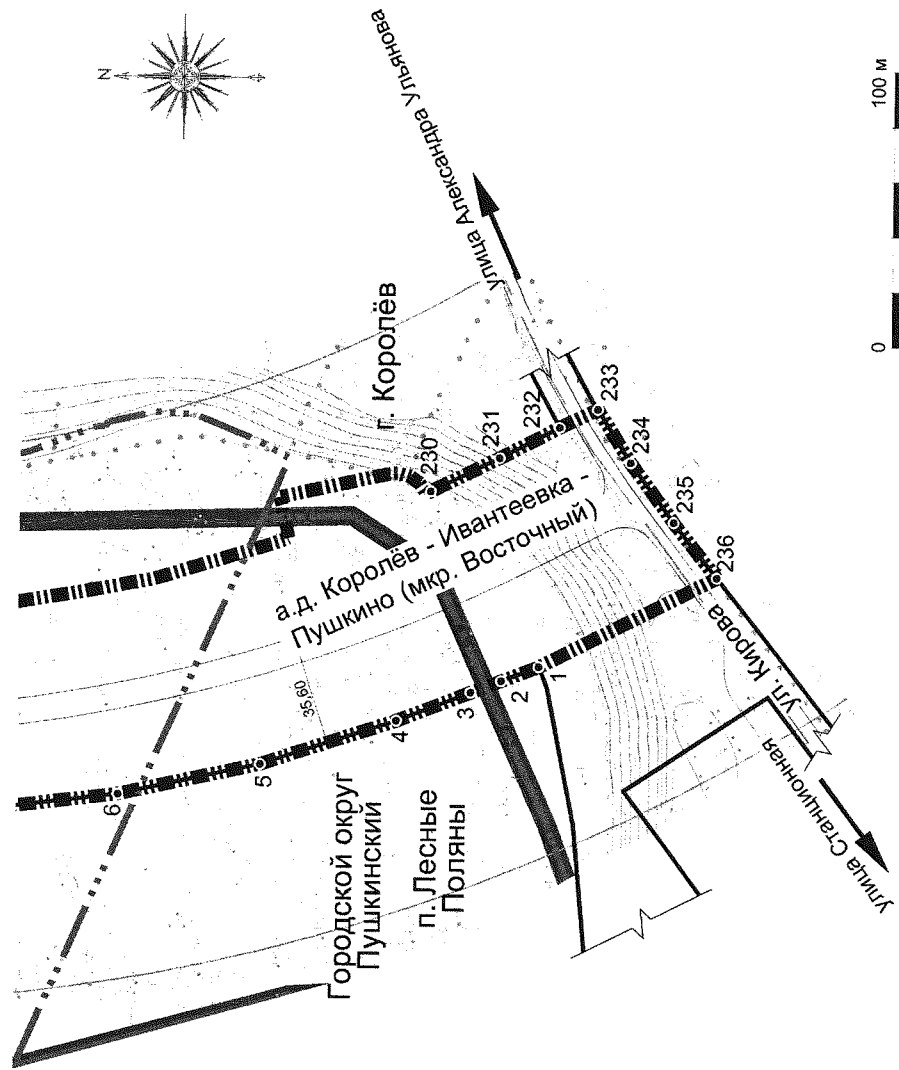 N
улица Александра Ульянова
г. Королёв
а.д. Королёв - Ивантеевка -
Пушкино (мкр. Восточный)
35,60
Городской округ
Пушкинский
п. Лесные
Поляны
ул. Кирова
улица Станционная
230
231
232
233
234
235
236
1
2
3
4
5
6
0
100 м